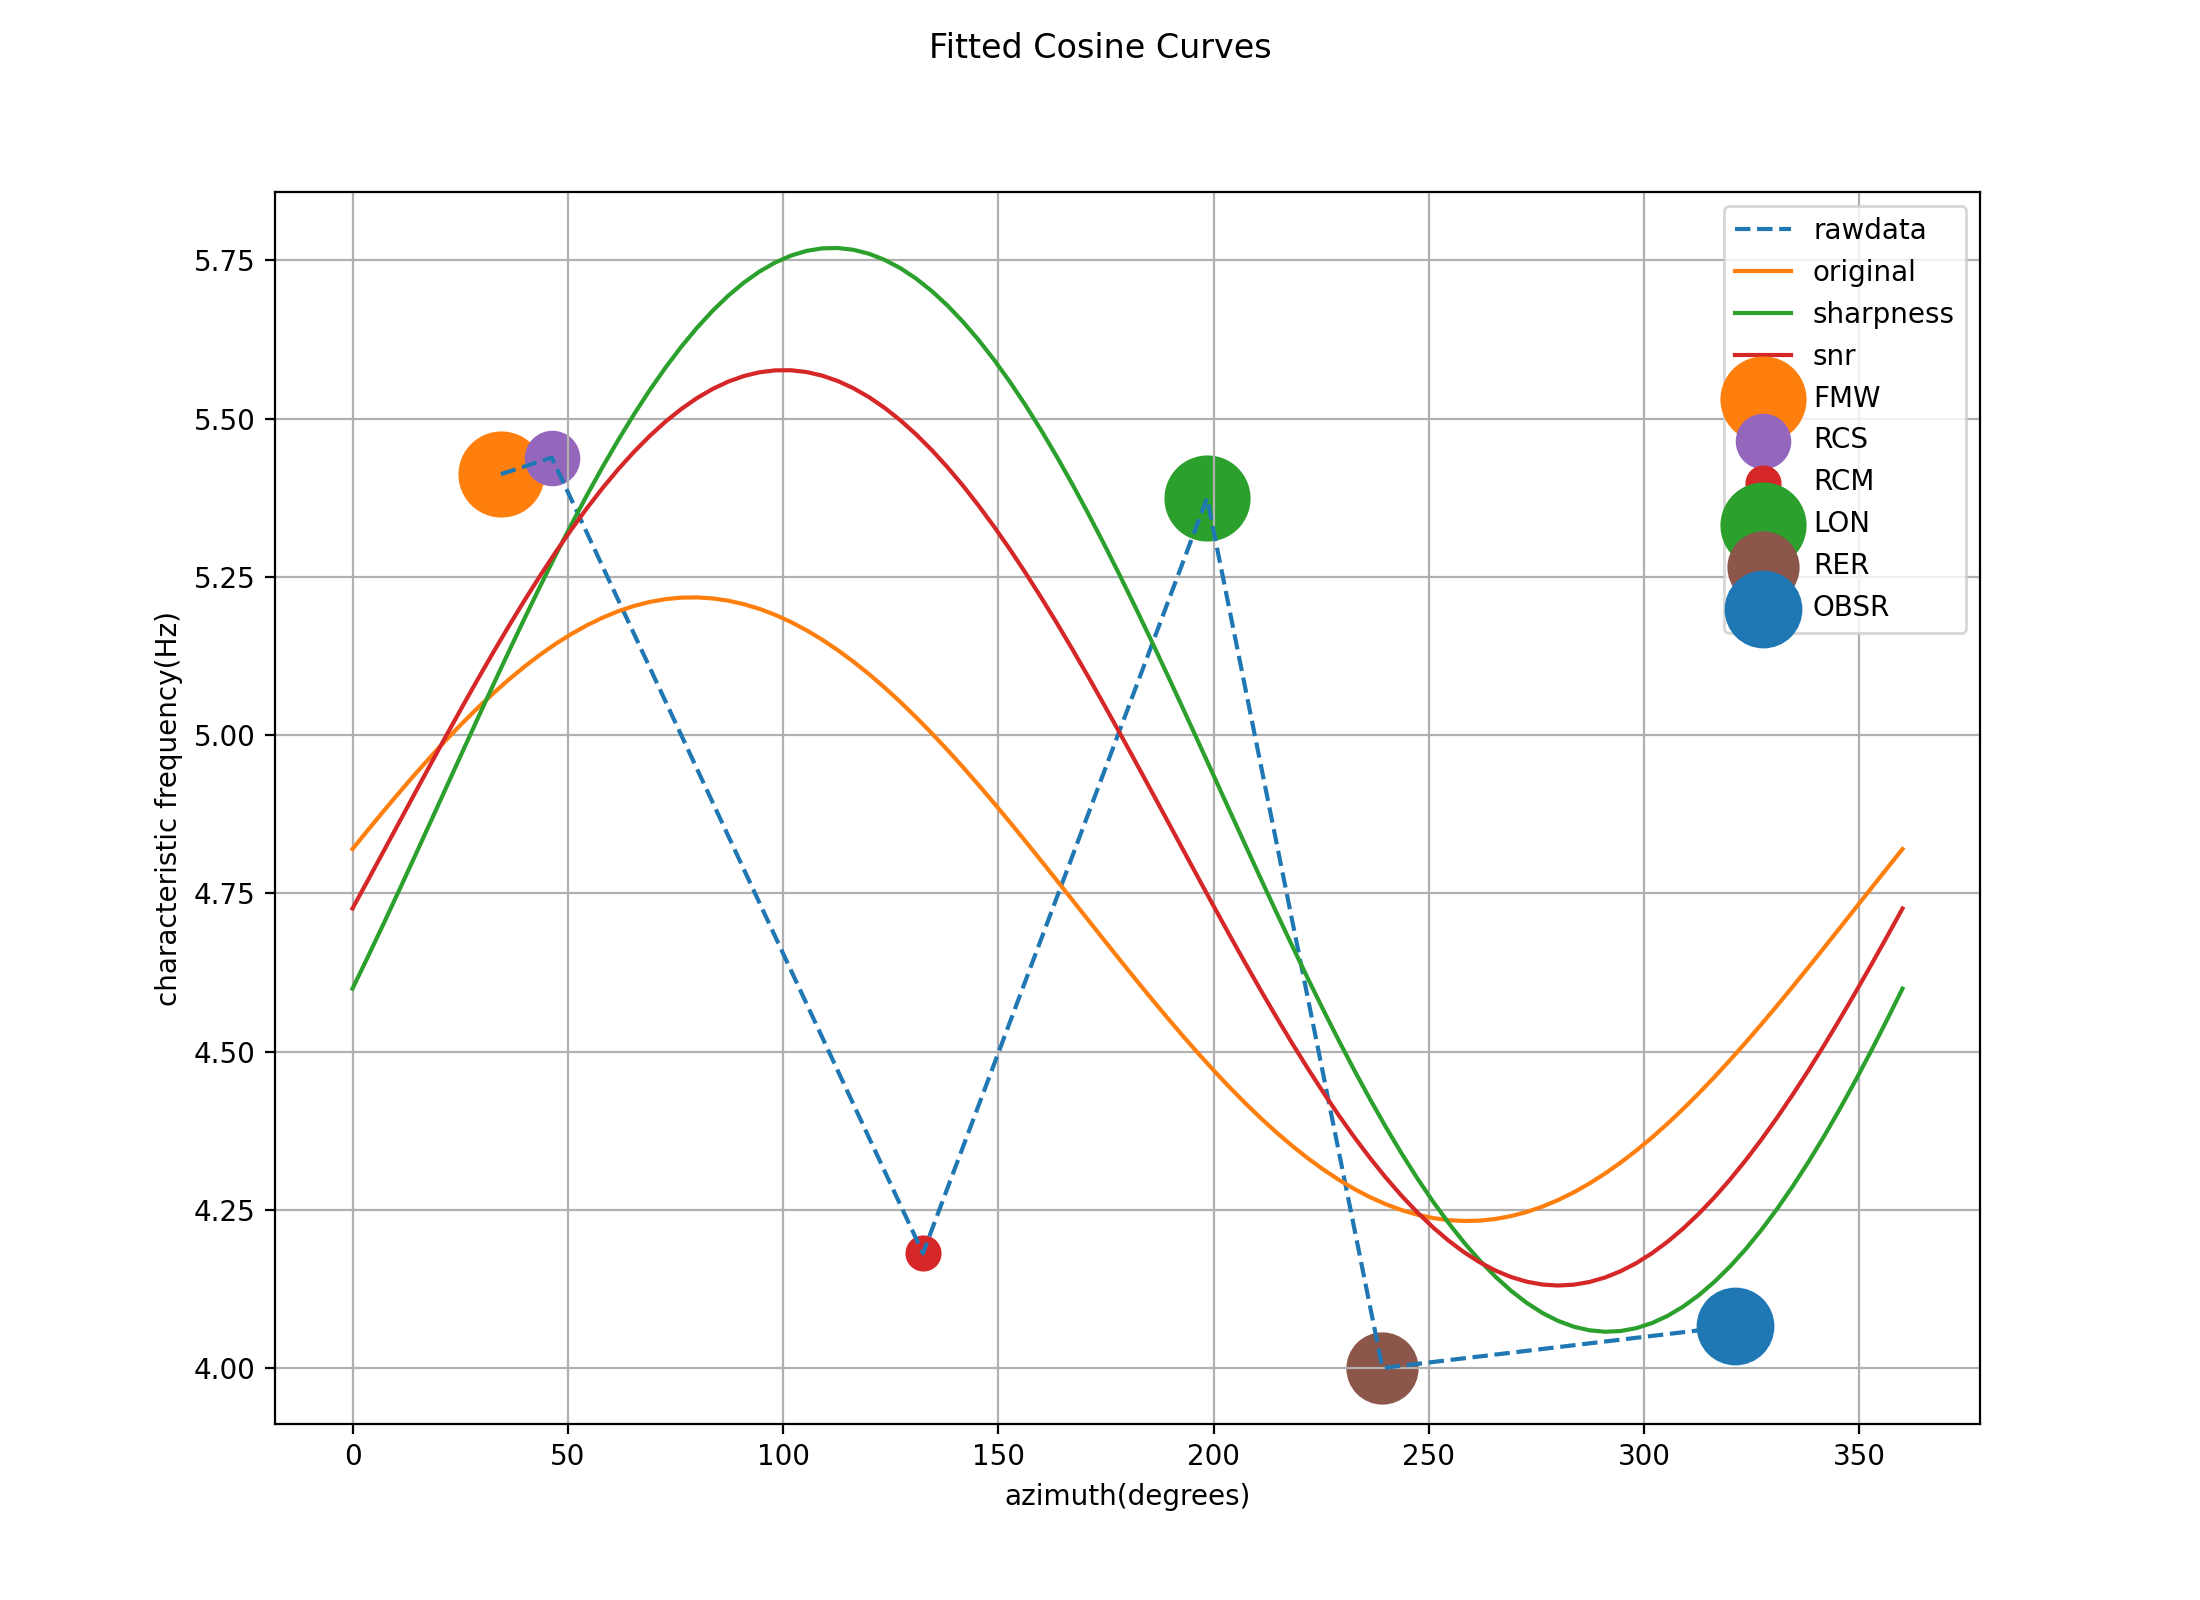 Fitted Cosine Curves
5.75
5.50
5.25
5.00
4.75
4.50
4.25
4.00
characteristic frequency(Hz)
0 50 100 150 200 250 300 350
azimuth(degrees)
rawdata
original
sharpness
snr
FMW
RCS
RCM
LON
RER
OBSR